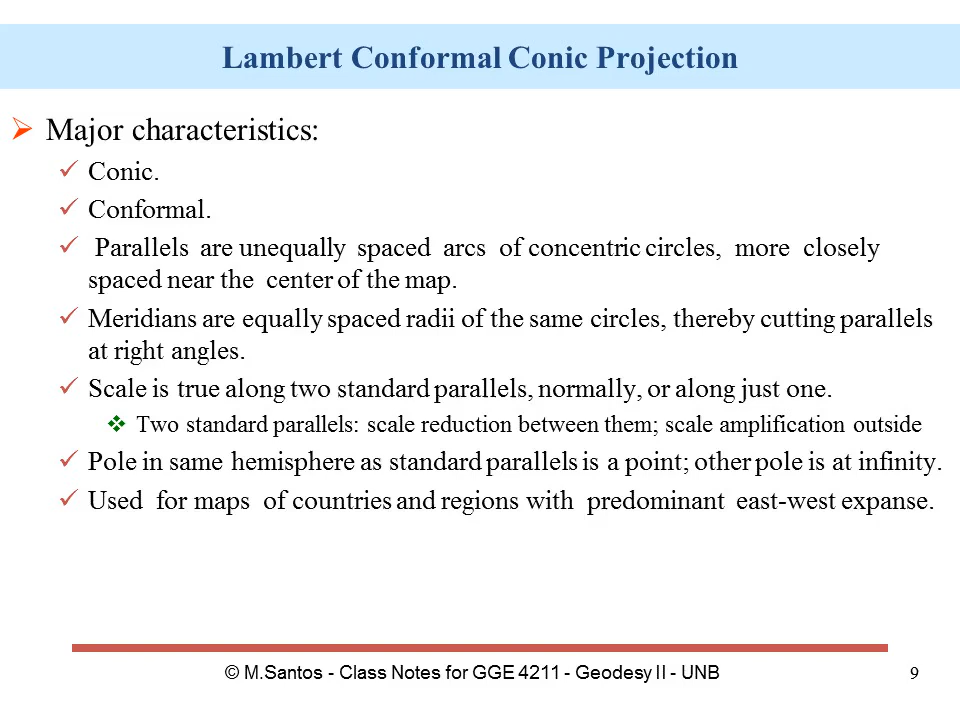 Lambert Conformal Conic Projection
Major characteristics:
Conic.
Conformal.
Parallels are unequally spaced arcs of concentric circles, more closely
spaced near the center of the map.
Meridians are equally spaced radii of the same circles, thereby cutting parallels
at right angles.
Scale is true along two standard parallels, normally, or along just one.
Two standard parallels: scale reduction between them; scale amplification outside
Pole in same hemisphere as standard parallels is a point; other pole is at infinity.
Used for maps of countries and regions with predominant east-west expanse.
© M.Santos - Class Notes for GGE 4211 - Geodesy II - UNB
9